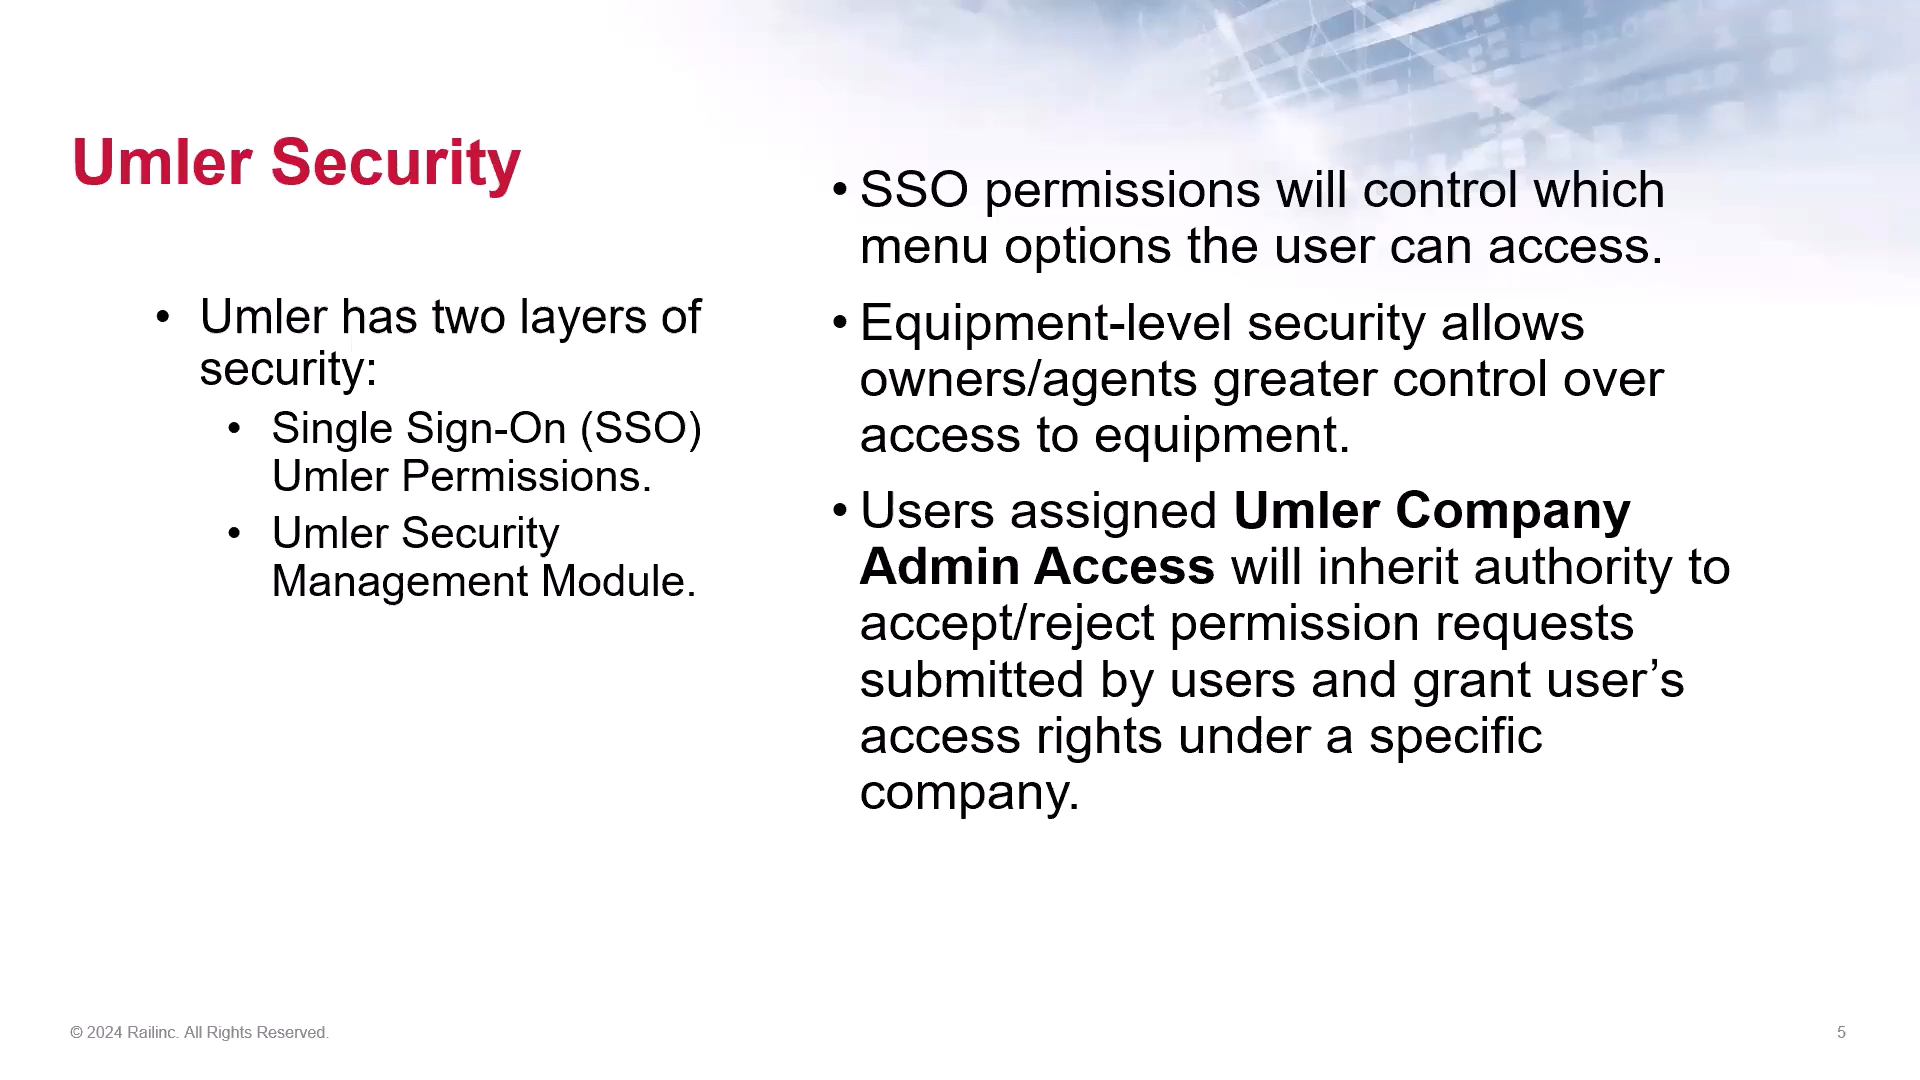 Umler Security
• Umler has two layers of
security:
• Single Sign-On (SSO)
Umler Permissions.
• Umler Security
Management Module.
• SSO permissions will control which
menu options the user can access.
• Equipment-level security allows
owners/agents greater control over
access to equipment.
• Users assigned Umler Company
Admin Access will inherit authority to
accept/reject permission requests
submitted by users and grant user’s
access rights under a specific
company.
© 2024 Railinc. All Rights Reserved.
5